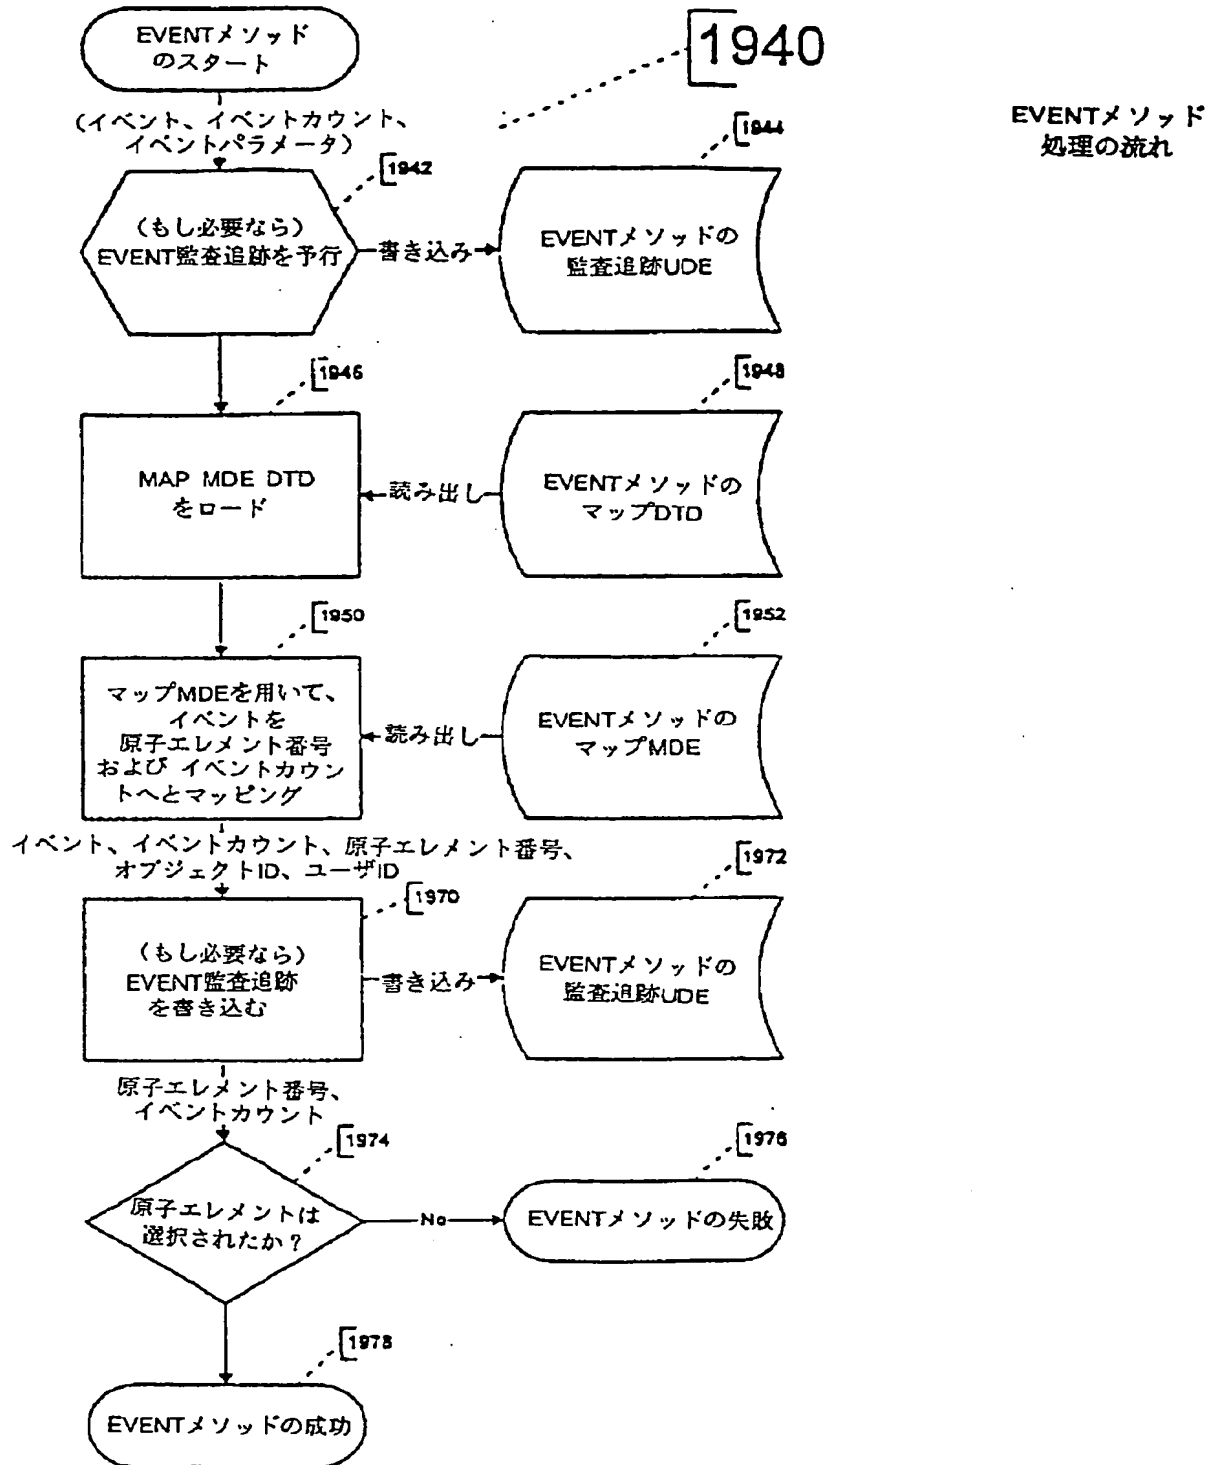 EVENTメソッド
のスタート
1940
EVENTメソッド
処理の流れ
(イベント、イベントカウント、
イベントパラメータ)
1942
1944
(もし必要なら)
EVENT監査追跡を予行
書き込み
EVENTメソッドの
監査追跡UDE
1946
1948
MAP MDE DTD
をロード
読み出し
EVENTメソッドの
マップDTD
1950
1952
マップMDEを用いて、
イベントを
原子エレメント番号
および イベントカウン
トへとマッピング
読み出し
EVENTメソッドの
マップMDE
イベント、イベントカウント、原子エレメント番号、
オブジェクトID、ユーザID
1970
1972
(もし必要なら)
EVENT監査追跡
を書き込む
書き込み
EVENTメソッドの
監査追跡UDE
原子エレメント番号、
イベントカウント
1974
1976
原子エレメントは
選択されたか?
No
EVENTメソッドの失敗
1978
EVENTメソッドの成功